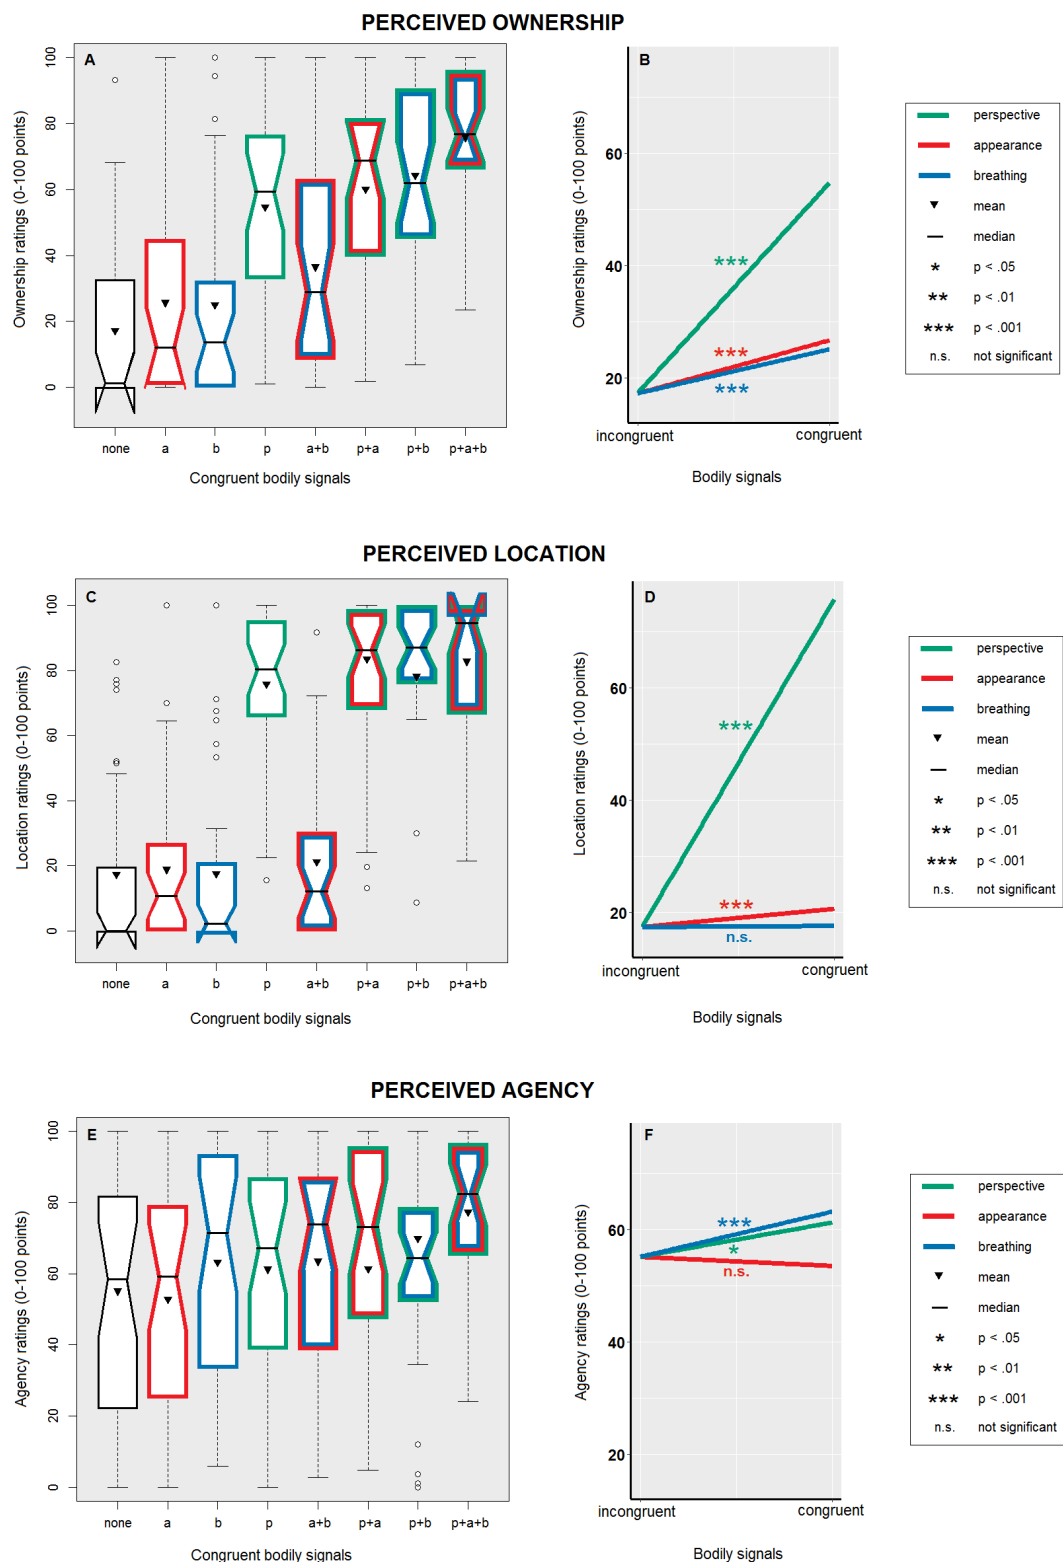 PERCEIVED OWNERSHIP
A
Ownership ratings (0-100 points)
100
80
60
40
20
0
none a b p a+b p+a p+b p+a+b
Congruent bodily signals
B
Ownership ratings (0-100 points)
60
40
20
***
***
***
incongruent congruent
Bodily signals
perspective
appearance
breathing
mean
median
* p < .05
** p < .01
*** p < .001
n.s. not significant
PERCEIVED LOCATION
C
Location ratings (0-100 points)
100
80
60
40
20
0
none a b p a+b p+a p+b p+a+b
Congruent bodily signals
D
Location ratings (0-100 points)
60
40
20
***
***
n.s.
incongruent congruent
Bodily signals
perspective
appearance
breathing
mean
median
* p < .05
** p < .01
*** p < .001
n.s. not significant
PERCEIVED AGENCY
E
Agency ratings (0-100 points)
100
80
60
40
20
0
none a b p a+b p+a p+b p+a+b
Congruent bodily signals
F
Agency ratings (0-100 points)
60
40
20
***
*
n.s.
incongruent congruent
Bodily signals
perspective
appearance
breathing
mean
median
* p < .05
** p < .01
*** p < .001
n.s. not significant